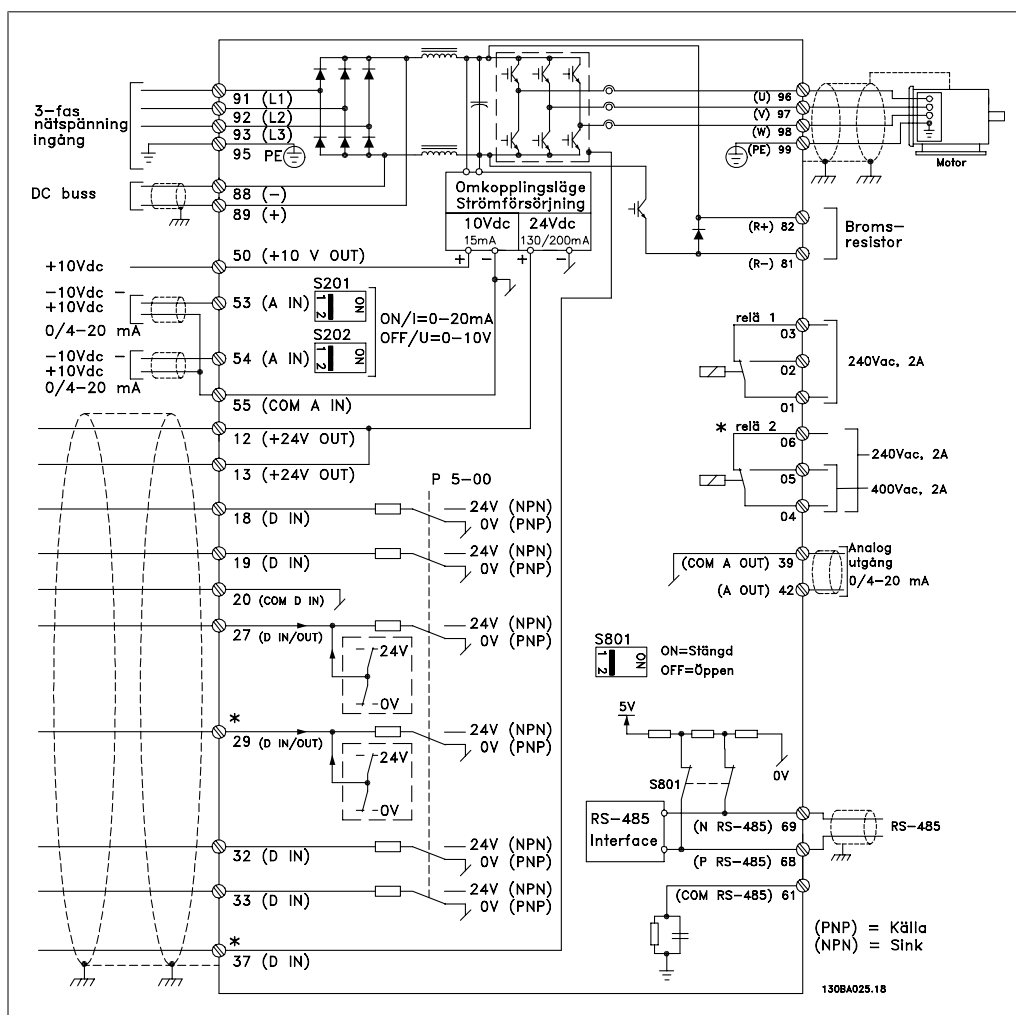 3-fas
nätspänning
ingång
91 (L1)
92 (L2)
93 (L3)
95 PE
DC buss
88 (-)
89 (+)
Omkopplingsläge
Strömförsörjning
10Vdc
15mA
24Vdc
130/200mA
+ - + -
(U) 96
(V) 97
(W) 98
(PE) 99
Motor
(R+) 82
(R-) 81
Broms-
resistor
+10Vdc
50 (+10 V OUT)
-10Vdc -
+10Vdc
0/4-20 mA
53 (A IN)
S201
1 2
ON
ON/I=0-20mA
OFF/U=0-10V
-10Vdc -
+10Vdc
0/4-20 mA
54 (A IN)
S202
1 2
ON
55 (COM A IN)
12 (+24V OUT)
13 (+24V OUT)
P 5-00
18 (D IN)
24V (NPN)
0V (PNP)
19 (D IN)
24V (NPN)
0V (PNP)
20 (COM D IN)
27 (D IN/OUT)
24V (NPN)
0V (PNP)
24V
0V
*
29 (D IN/OUT)
24V (NPN)
0V (PNP)
24V
0V
32 (D IN)
24V (NPN)
0V (PNP)
33 (D IN)
24V (NPN)
0V (PNP)
*
37 (D IN)
relä 1
03
02
01
240Vac, 2A
* relä 2
06
05
04
240Vac, 2A
400Vac, 2A
(COM A OUT) 39
(A OUT) 42
Analog
utgång
0/4-20 mA
S801
1 2
ON
ON=Stängd
OFF=Öppen
5V
0V
S801
RS-485
Interface
(N RS-485) 69
(P RS-485) 68
RS-485
(COM RS-485) 61
(PNP) = Källa
(NPN) = Sink
130BA025.18